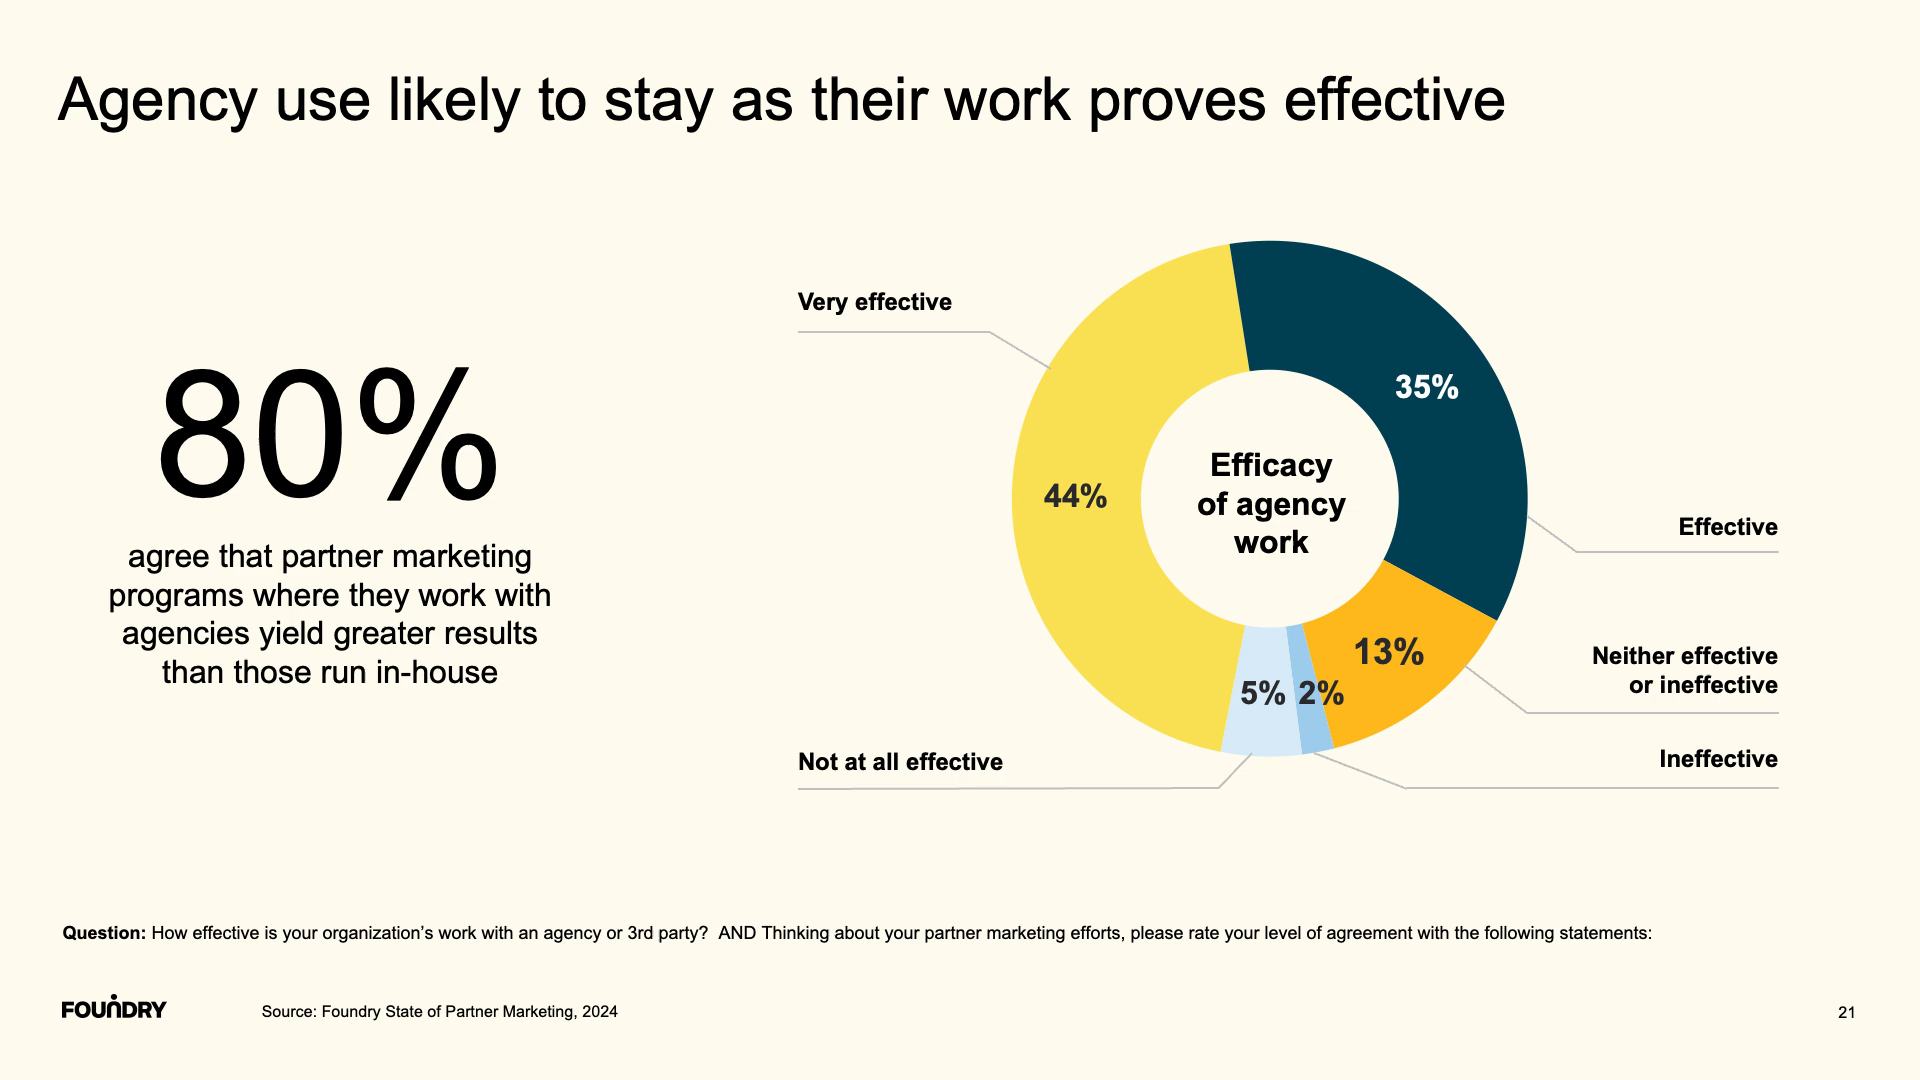 Agency use likely to stay as their work proves effective
80%
agree that partner marketing
programs where they work with
agencies yield greater results
than those run in-house
Very effective
44%
35%
Efficacy
of agency
work
Effective
13%
Neither effective
or ineffective
5%
2%
Not at all effective
Ineffective
Question: How effective is your organization’s work with an agency or 3rd party?  AND Thinking about your partner marketing efforts, please rate your level of agreement with the following statements:
FOUNDRY
Source: Foundry State of Partner Marketing, 2024
21